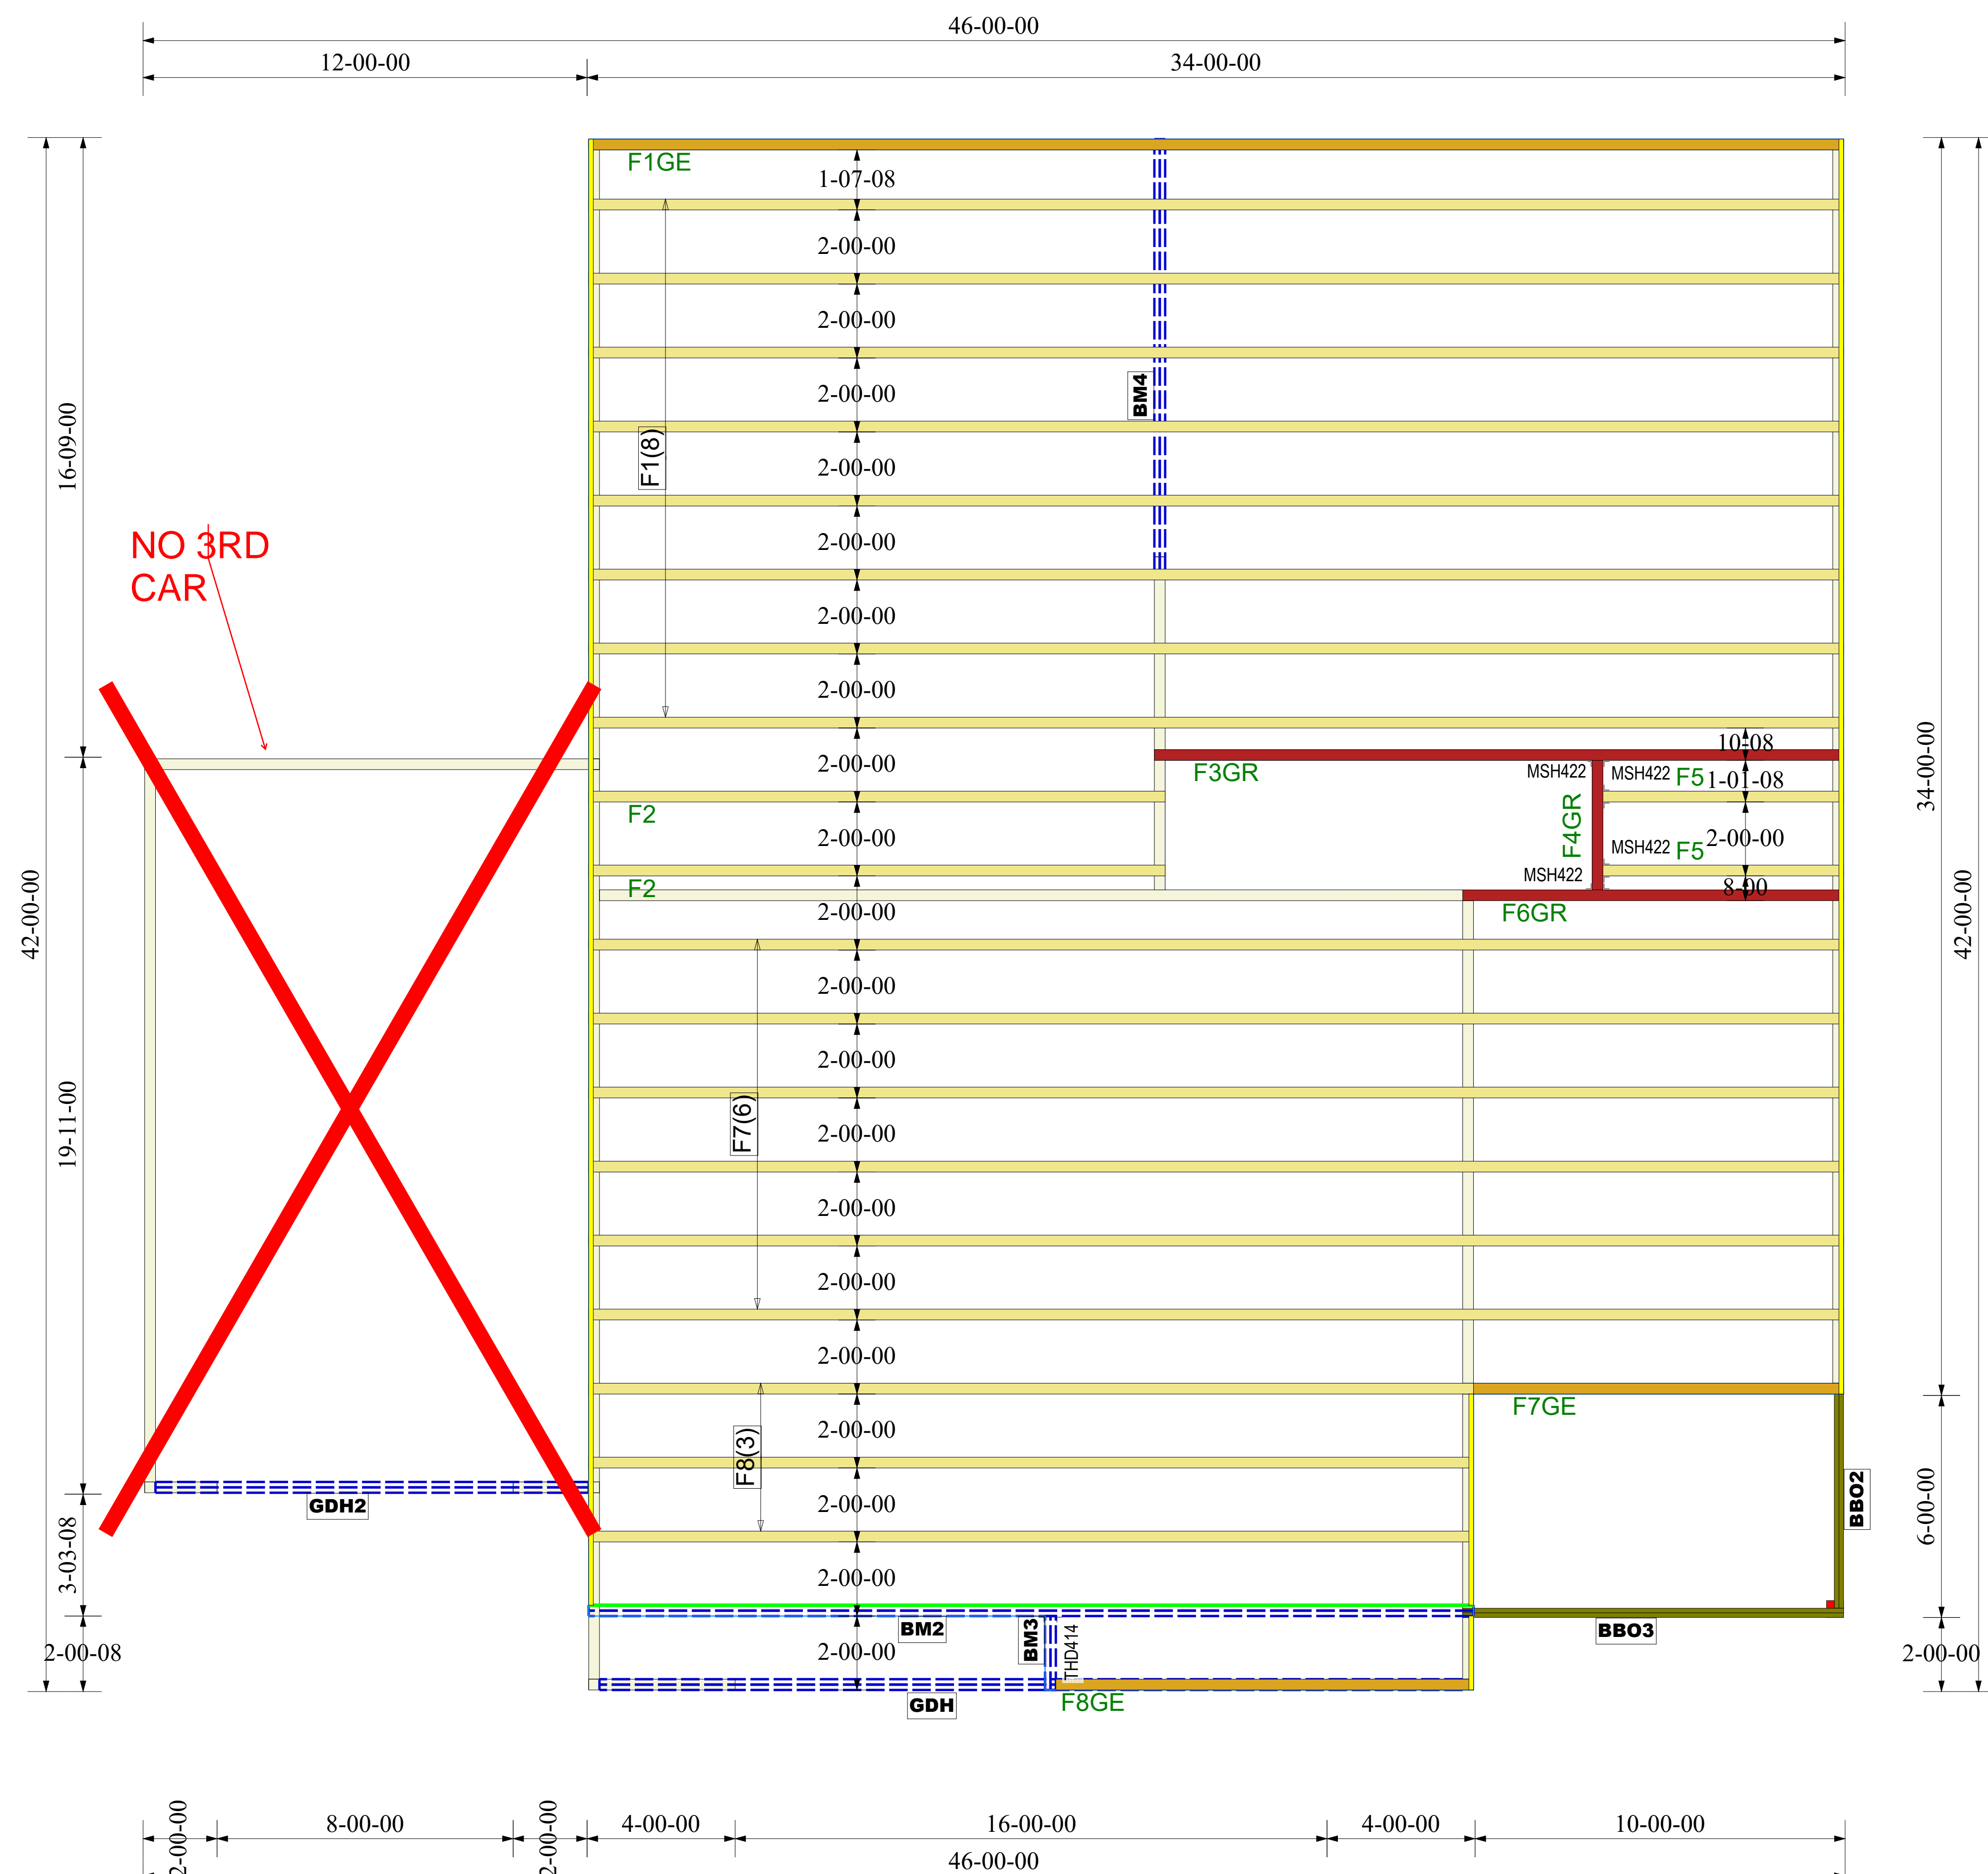 46-00-00
12-00-00
34-00-00
F1GE
1-07-08
2-00-00
2-00-00
2-00-00
BM4
16-09-00
F1(8)
2-00-00
2-00-00
NO 3RD
CAR
2-00-00
2-00-00
2-00-00
10-08
F3GR
MSH422
MSH422
F5
1-01-08
34-00-00
F2
F4GR
2-00-00
MSH422
F5
2-00-00
MSH422
8-00
F2
42-00-00
2-00-00
F6GR
42-00-00
2-00-00
2-00-00
19-11-00
F7(6)
2-00-00
2-00-00
2-00-00
2-00-00
F7GE
2-00-00
F8(3)
GDH2
2-00-00
BBO2
6-00-00
3-03-08
2-00-00
BM2
BM3
THD414
BBO3
2-00-08
2-00-00
2-00-00
GDH
F8GE
2-00-00
8-00-00
2-00-00
4-00-00
16-00-00
4-00-00
10-00-00
46-00-00